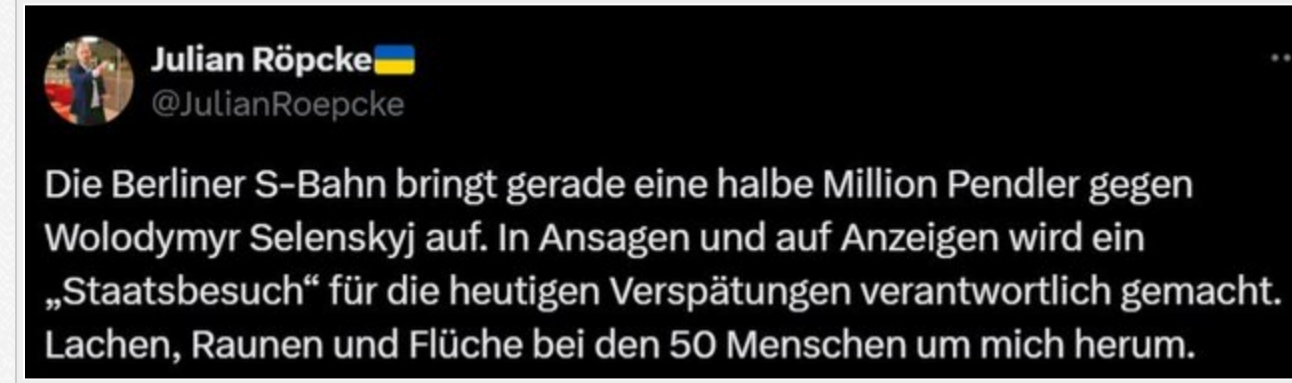 Julian Röpcke🇺🇦
@JulianRoepcke
Die Berliner S-Bahn bringt gerade eine halbe Million Pendler gegen
Wolodymyr Selenskyj auf. In Ansagen und auf Anzeigen wird ein
„Staatsbesuch“ für die heutigen Verspätungen verantwortlich gemacht.
Lachen, Raunen und Flüche bei den 50 Menschen um mich herum.